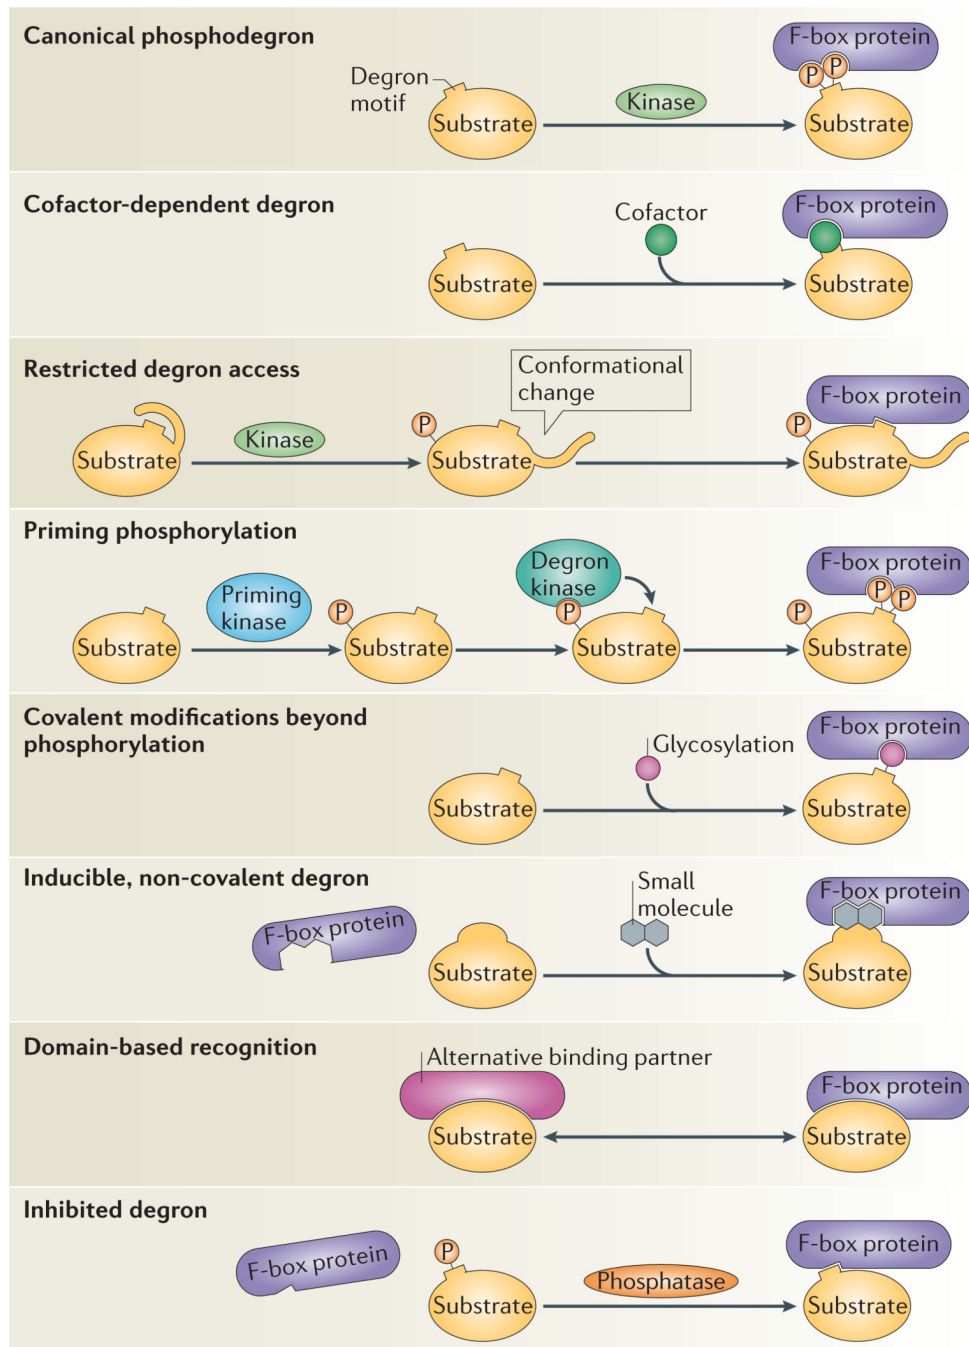 Canonical phosphodegron
F-box protein
P
P
Degron
motif
Kinase
Substrate
Substrate
Cofactor-dependent degron
Cofactor
F-box protein
Substrate
Substrate
Restricted degron access
Conformational
change
F-box protein
P
P
Kinase
Substrate
Substrate
Substrate
Priming phosphorylation
Degron
kinase
F-box protein
Priming
kinase
P
P
P
P
P
Substrate
Substrate
Substrate
Substrate
Covalent modifications beyond
phosphorylation
Glycosylation
F-box protein
Substrate
Substrate
Inducible, non-covalent degron
F-box protein
Small
molecule
F-box protein
Substrate
Substrate
Domain-based recognition
Alternative binding partner
F-box protein
Substrate
Substrate
Inhibited degron
F-box protein
P
Phosphatase
F-box protein
Substrate
Substrate